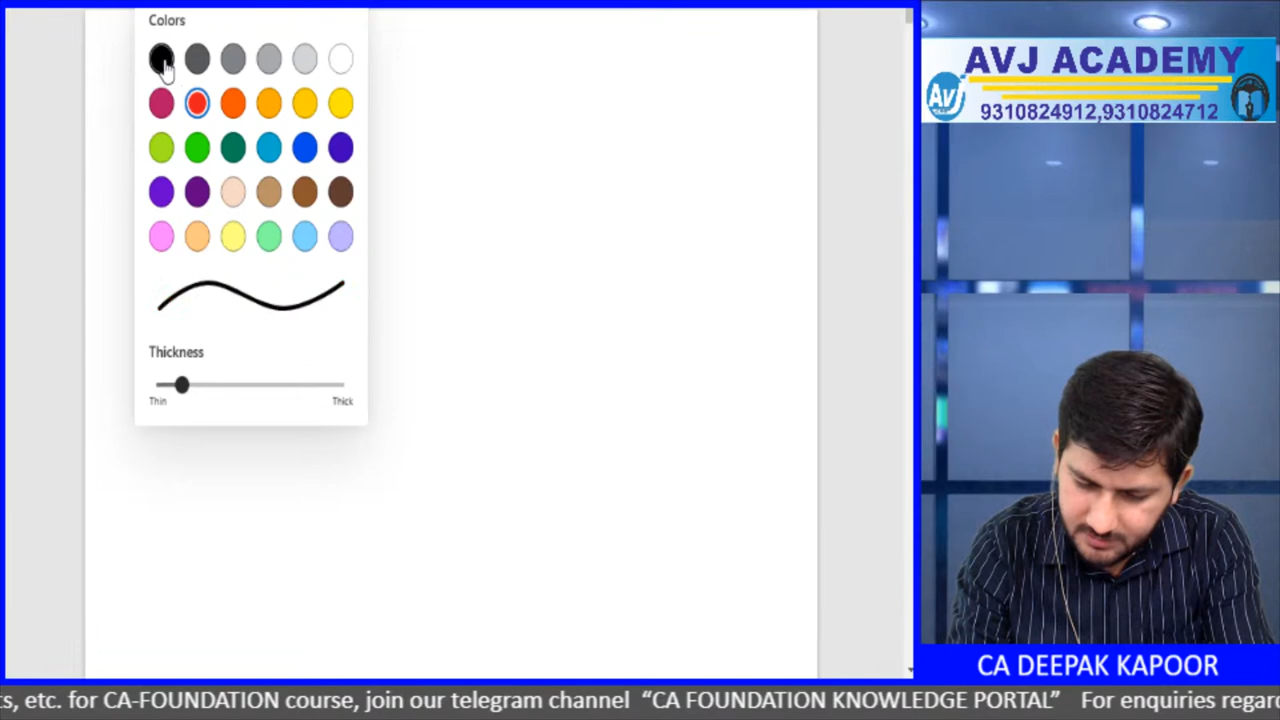 Colors
Thickness
Thin
Thick
AVJ ACADEMY
AVJ
9310824912,9310824712
CA DEEPAK KAPOOR
s, etc. for CA-FOUNDATION course, join our telegram channel “CA FOUNDATION KNOWLEDGE PORTAL” For enquiries regar